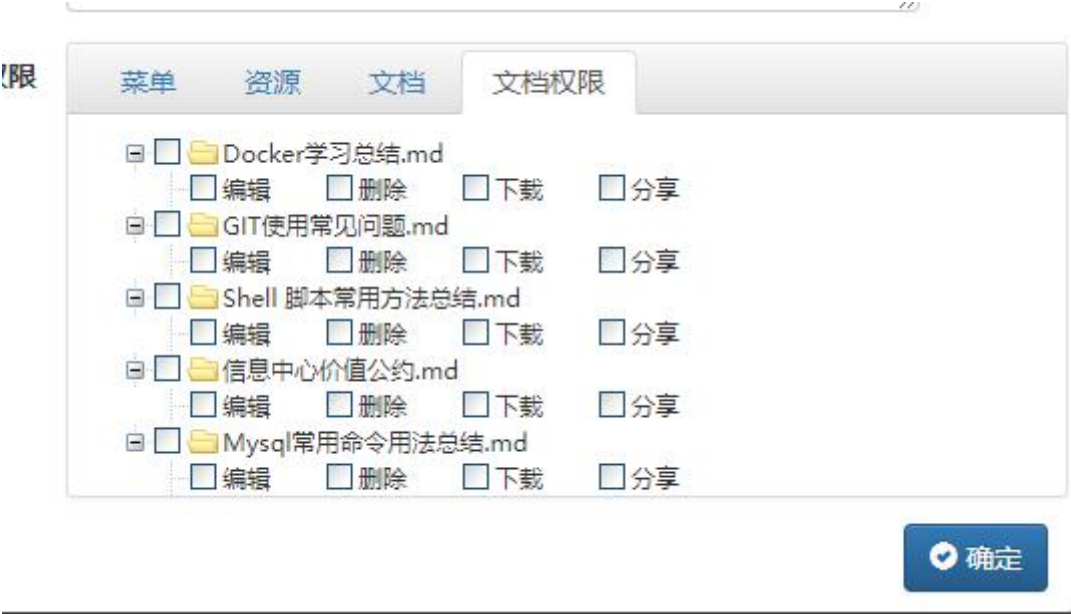 权限
菜单 资源 文档 文档权限
Docker学习总结.md
编辑 删除 下载 分享
GIT使用常见问题.md
编辑 删除 下载 分享
Shell 脚本常用方法总结.md
编辑 删除 下载 分享
信息中心价值公约.md
编辑 删除 下载 分享
Mysql常用命令用法总结.md
编辑 删除 下载 分享
确定